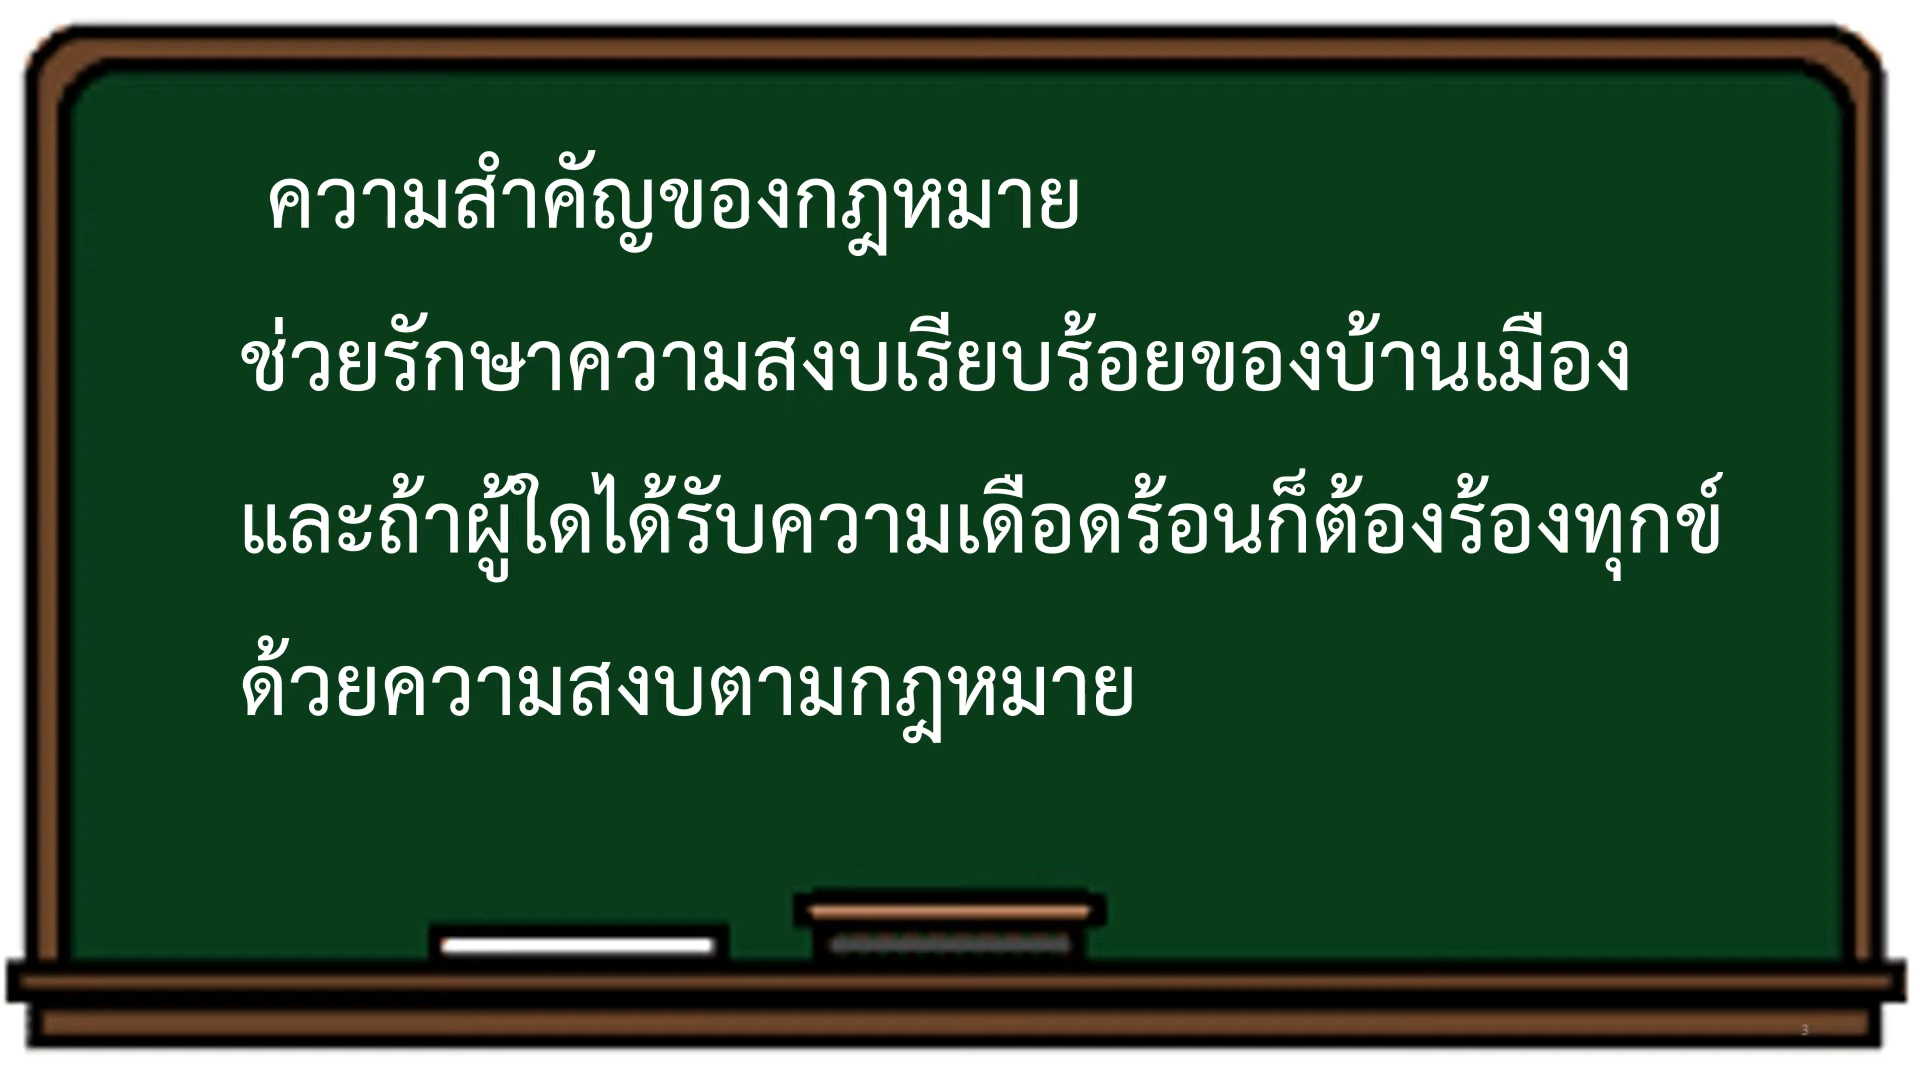 ความสำคัญของกฎหมาย
ช่วยรักษาความสงบเรียบร้อยของบ้านเมือง
และถ้าผู้ใดได้รับความเดือดร้อนก็ต้องร้องทุกข์
ด้วยความสงบตามกฎหมาย
3